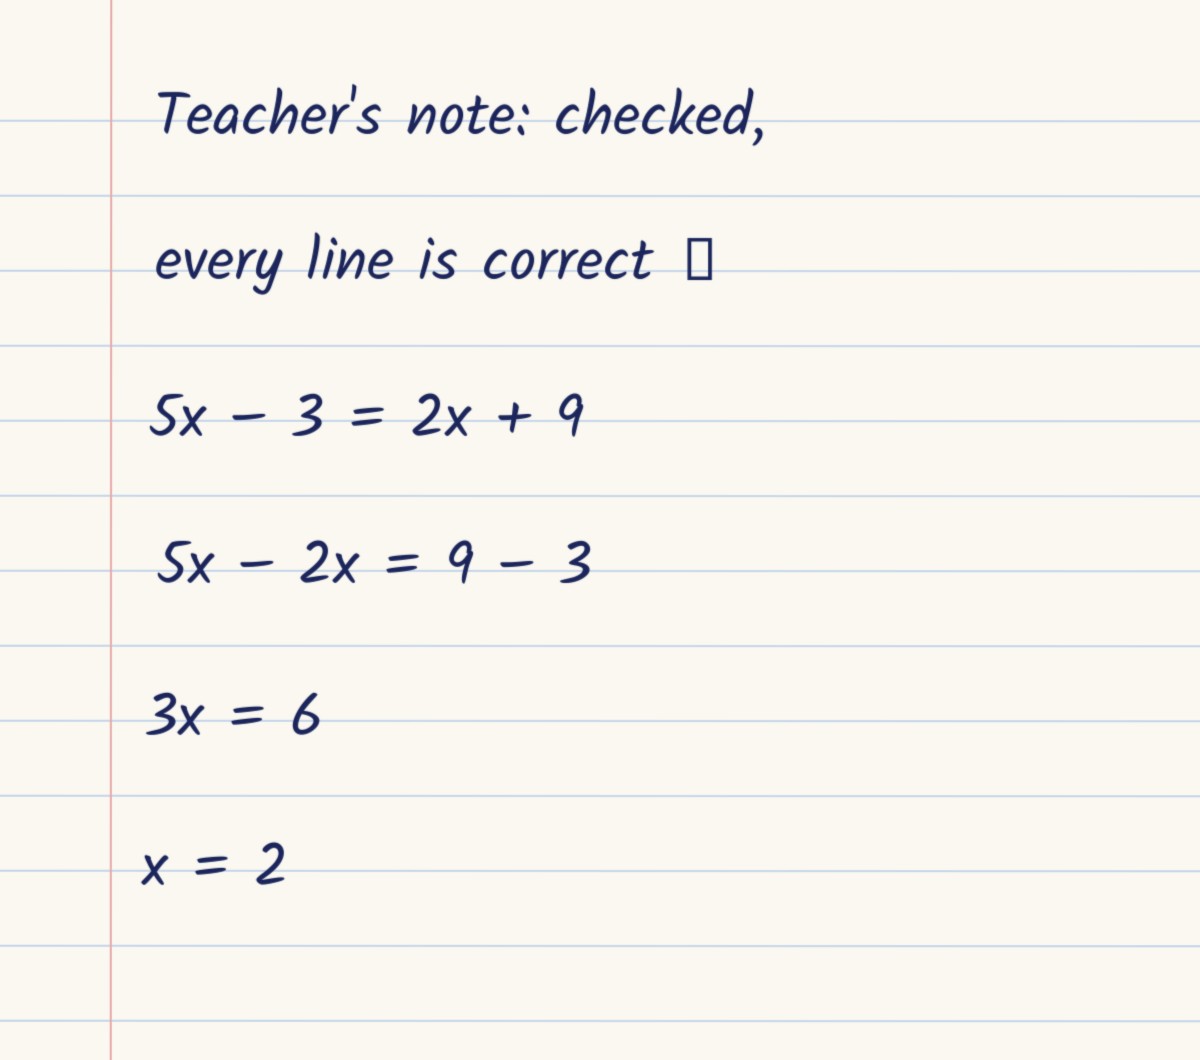 Teacher's note: checked,
every line is correct ▯
5x − 3 = 2x + 9
5x − 2x = 9 − 3
3x = 6
x = 2